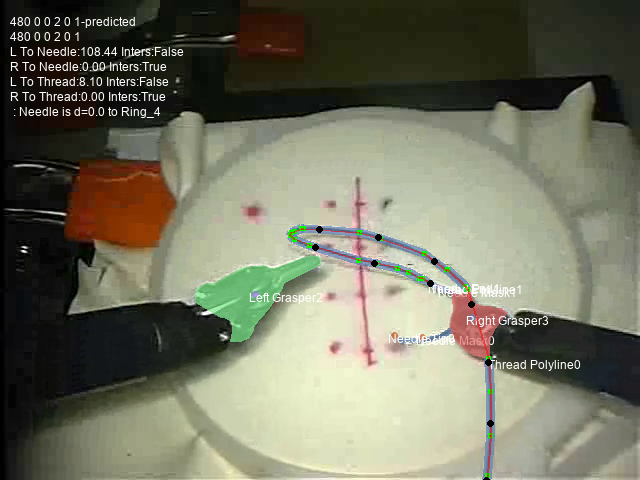 480 0 0 2 0 1-predicted
480 0 0 2 0 1
L To Needle:108.44 Inters:False
R To Needle:0.00 Inters:True
L To Thread:8.10 Inters:False
R To Thread:0.00 Inters:True
: Needle is d=0.0 to Ring_4
Left Grasper2
Right Grasper3
Thread Polyline0